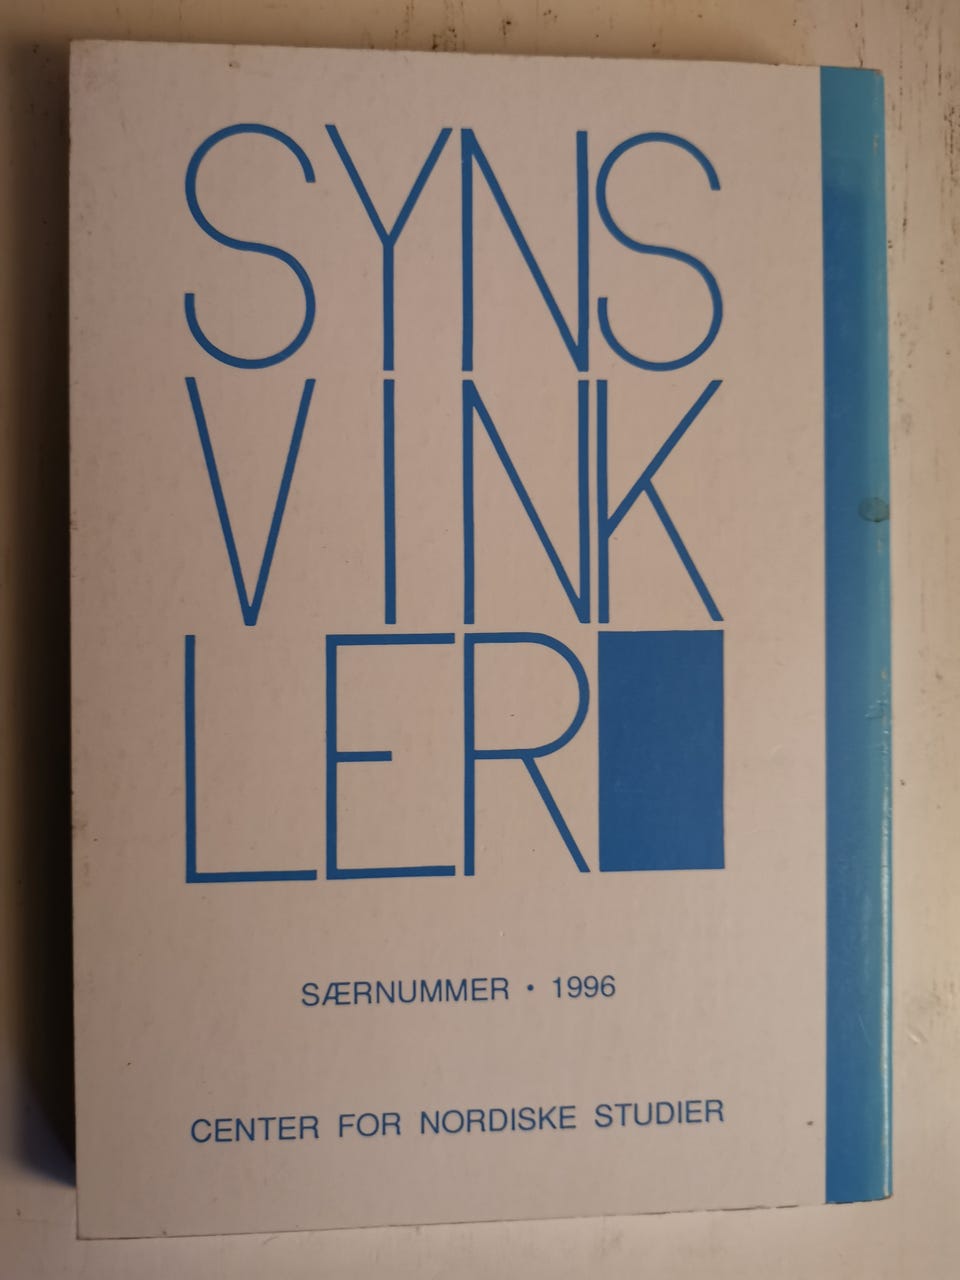 SYNS
VINK
LER
SÆRNUMMER • 1996
CENTER FOR NORDISKE STUDIER